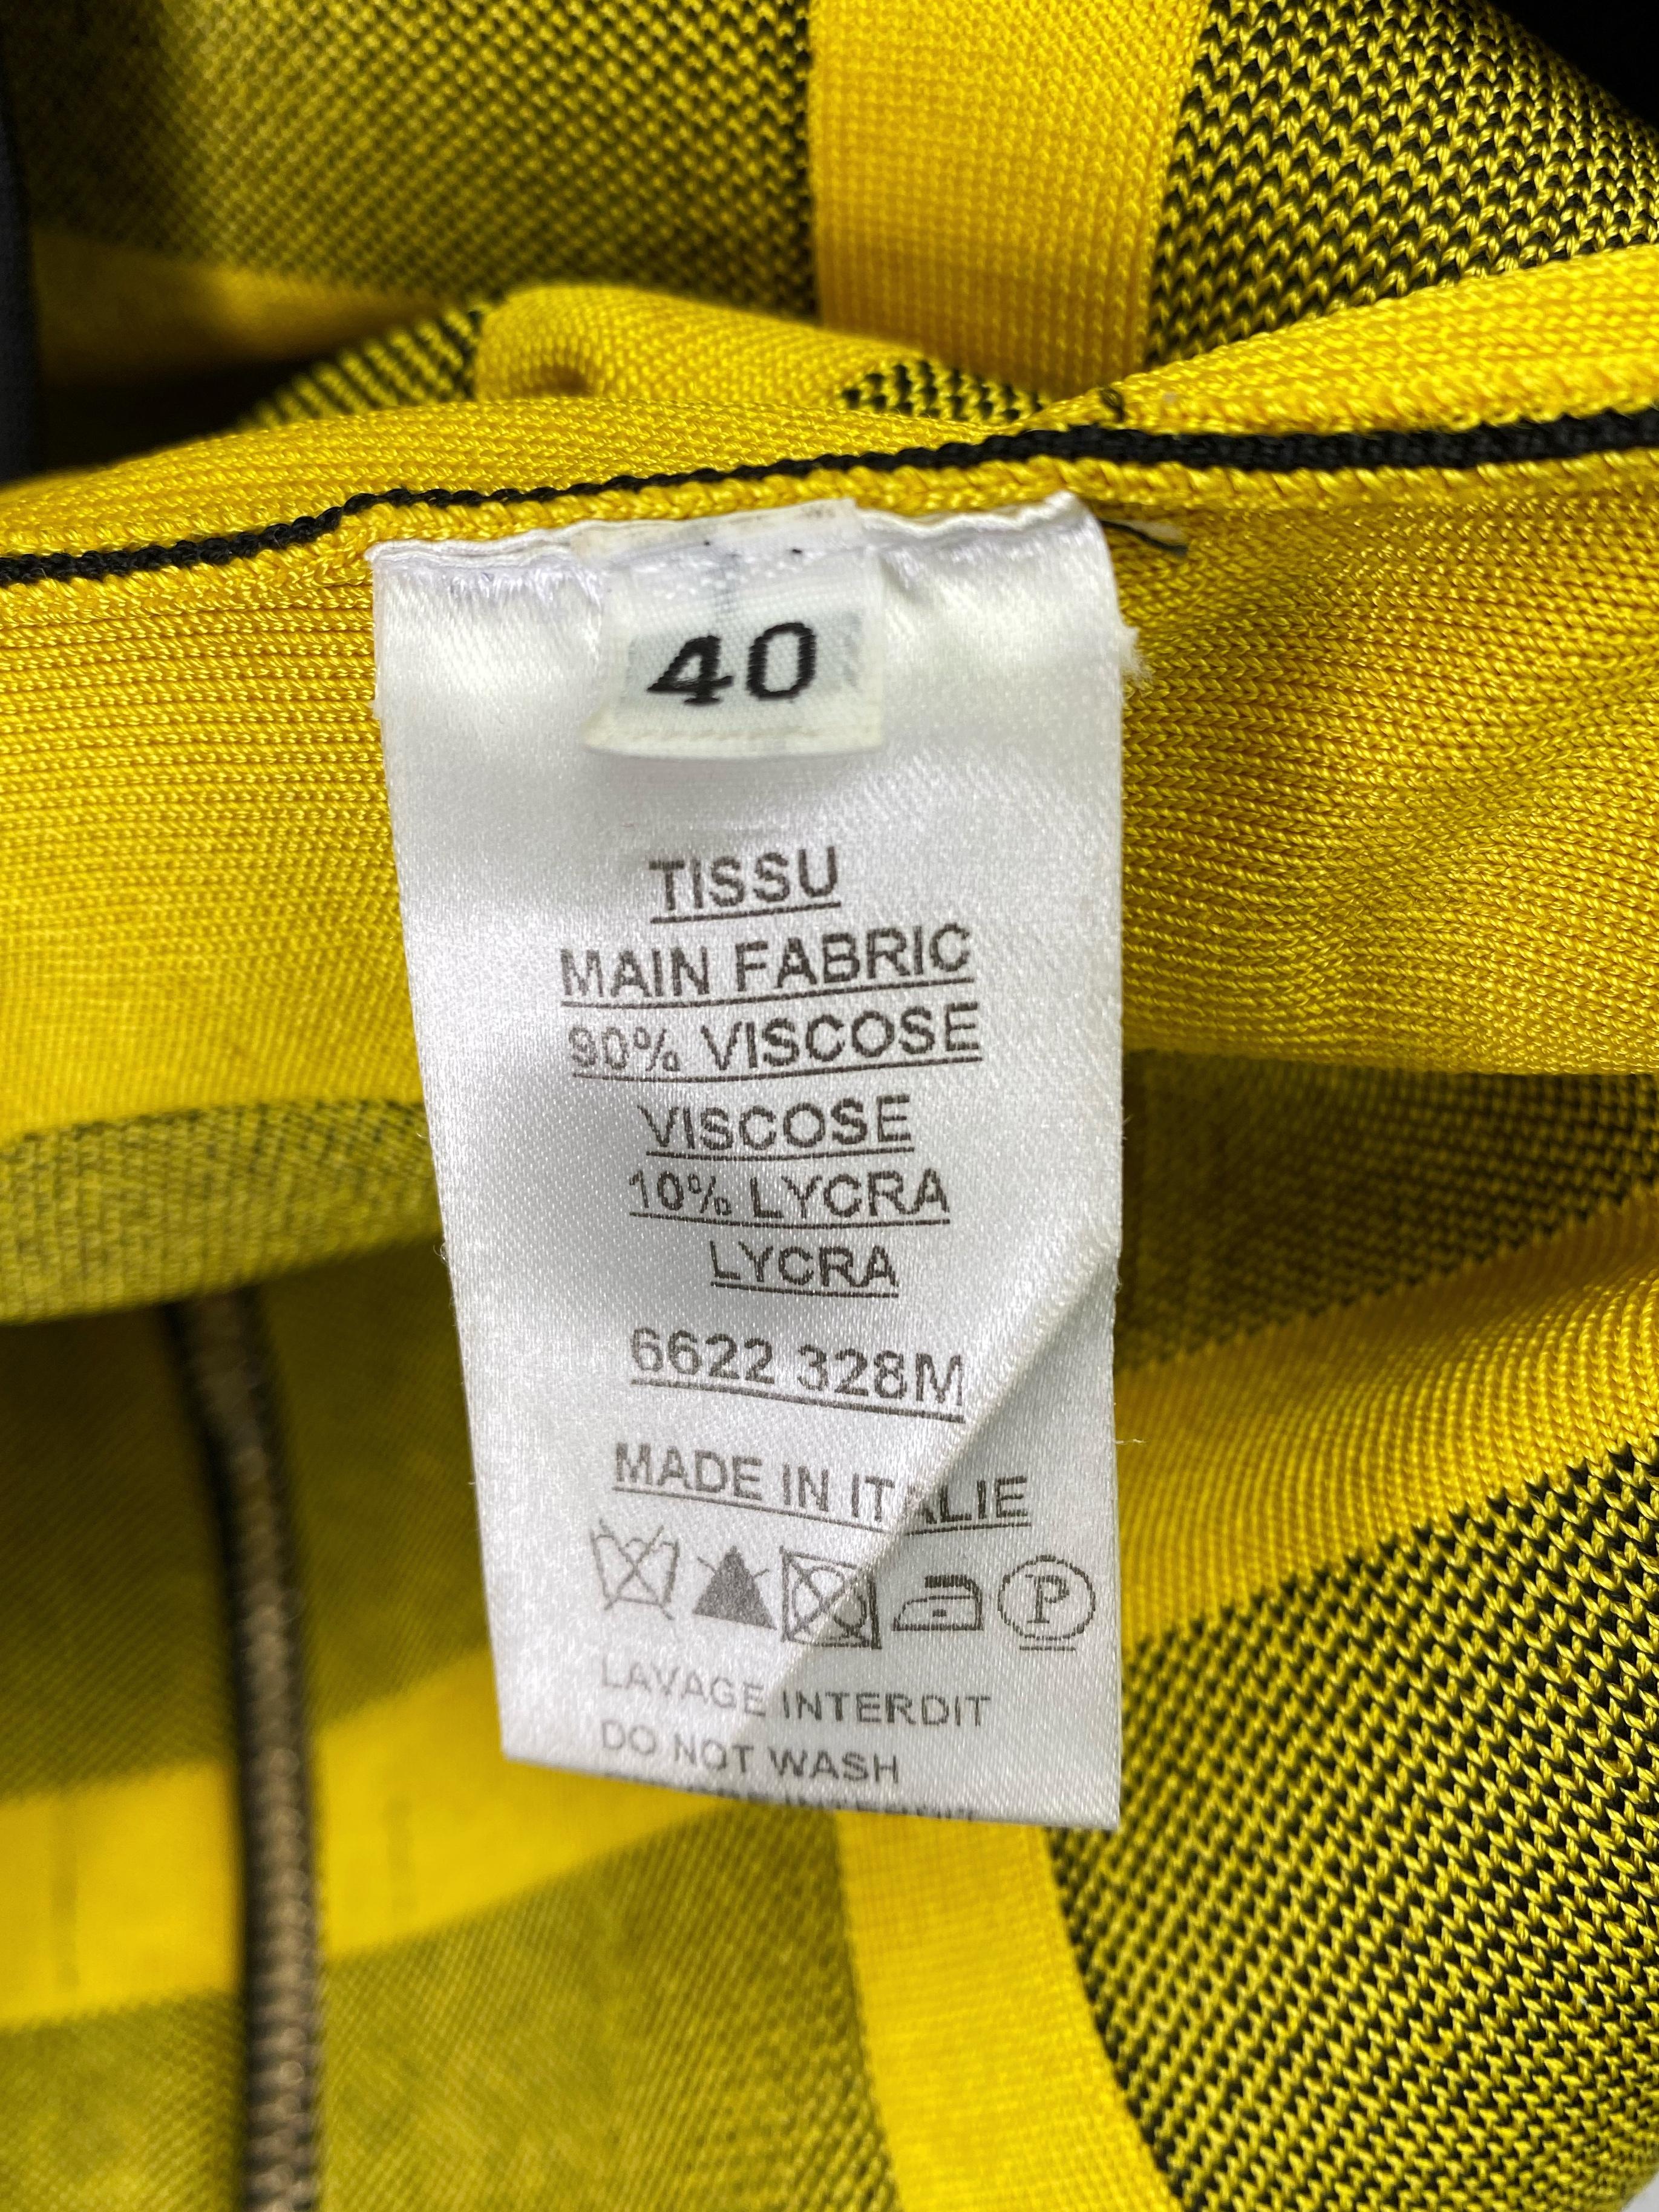 40
TISSU
MAIN FABRIC
90% VISCOSE
VISCOSE
10% LYCRA
LYCRA
6622 328M
MADE IN ITALIE
P
LAVAGE INTERDIT
DO NOT WASH